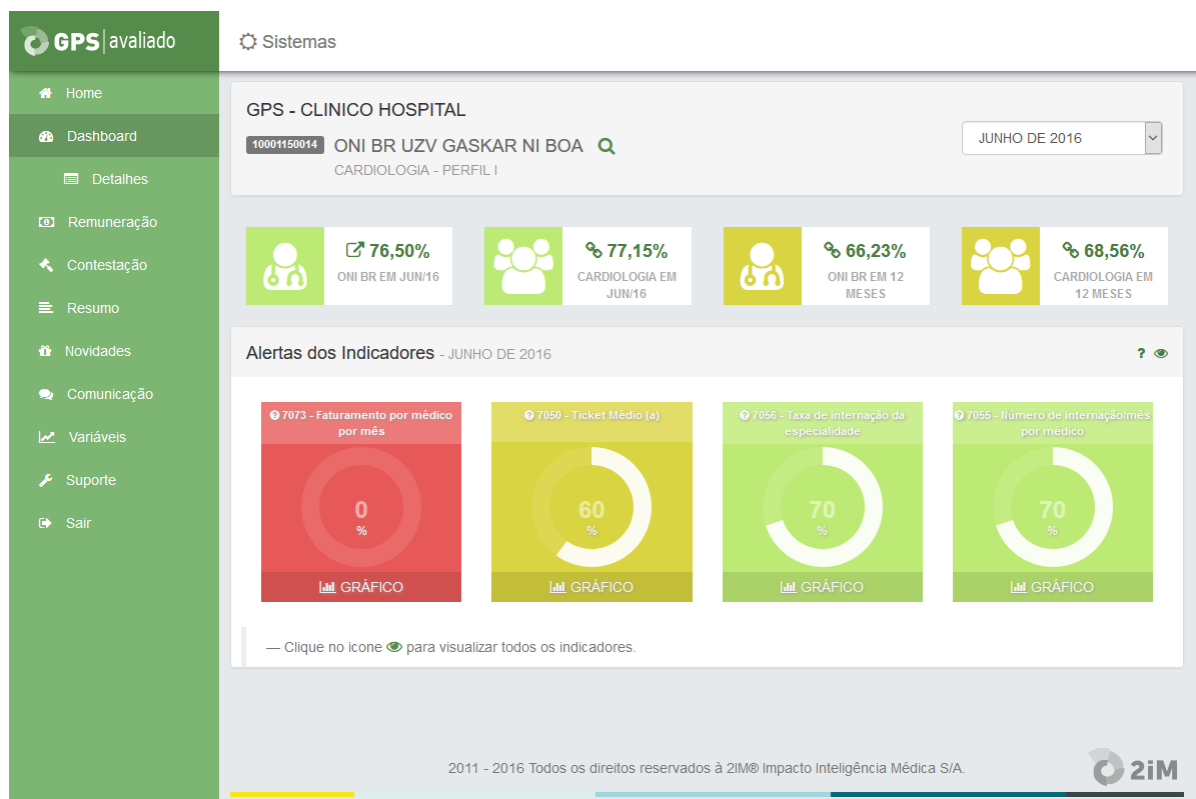 GPS avaliado
Sistemas
Home
Dashboard
Detalhes
Remuneração
Contestação
Resumo
Novidades
Comunicação
Variáveis
Suporte
Sair
GPS - CLINICO HOSPITAL
10001150014 ONI BR UZV GASKAR NI BOA
CARDIOLOGIA - PERFIL I
JUNHO DE 2016
76,50%
ONI BR EM JUN/16
77,15%
CARDIOLOGIA EM
JUN/16
66,23%
ONI BR EM 12
MESES
68,56%
CARDIOLOGIA EM
12 MESES
Alertas dos Indicadores - JUNHO DE 2016
?
7073 - Faturamento por médico
por mês
0
%
GRÁFICO
7050 - Ticket Médio (a)
60
%
GRÁFICO
7056 - Taxa de internação da
especialidade
70
%
GRÁFICO
7055 - Número de internação/mês
por médico
70
%
GRÁFICO
— Clique no icone para visualizar todos os indicadores.
2011 - 2016 Todos os direitos reservados à 2IM® Impacto Inteligência Médica S/A.
2iM